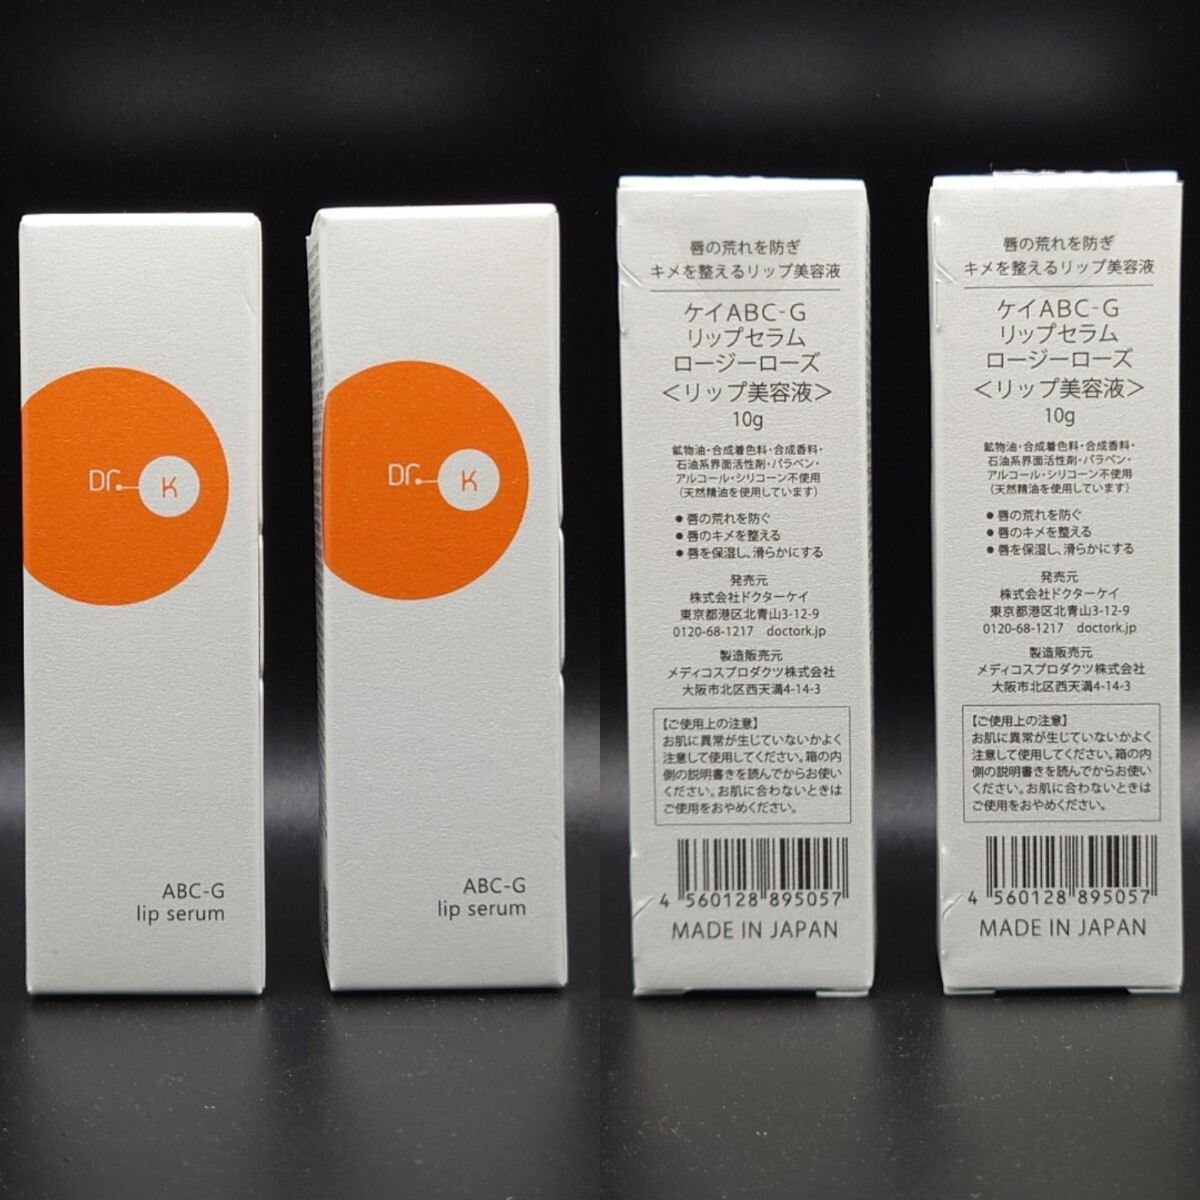 Dr. K
ABC-G
lip serum
Dr. K
ABC-G
lip serum
唇の荒れを防ぎ
キメを整えるリップ美容液
ケイABC-G
リップセラム
ロージーローズ
＜リップ美容液＞
10g
鉱物油・合成着色料・合成香料・
石油系界面活性剤・パラベン・
アルコール・シリコーン不使用
（天然精油を使用しています）
● 唇の荒れを防ぐ
● 唇のキメを整える
● 唇を保湿し、滑らかにする
発売元
株式会社ドクターケイ
東京都港区北青山3-12-9
0120-68-1217 doctork.jp
製造販売元
メディコスプロダクツ株式会社
大阪市北区西天満4-14-3
【ご使用上の注意】
お肌に異常が生じていないかよく
注意して使用してください。箱の内
側の説明書きを読んでからお使い
ください。お肌に合わないときは
ご使用をおやめください。
4 560128 895057
MADE IN JAPAN
唇の荒れを防ぎ
キメを整えるリップ美容液
ケイABC-G
リップセラム
ロージーローズ
＜リップ美容液＞
10g
鉱物油・合成着色料・合成香料・
石油系界面活性剤・パラベン・
アルコール・シリコーン不使用
（天然精油を使用しています）
● 唇の荒れを防ぐ
● 唇のキメを整える
● 唇を保湿し、滑らかにする
発売元
株式会社ドクターケイ
東京都港区北青山3-12-9
0120-68-1217 doctork.jp
製造販売元
メディコスプロダクツ株式会社
大阪市北区西天満4-14-3
【ご使用上の注意】
お肌に異常が生じていないかよく
注意して使用してください。箱の内
側の説明書きを読んでからお使い
ください。お肌に合わないときは
ご使用をおやめください。
4 560128 895057
MADE IN JAPAN